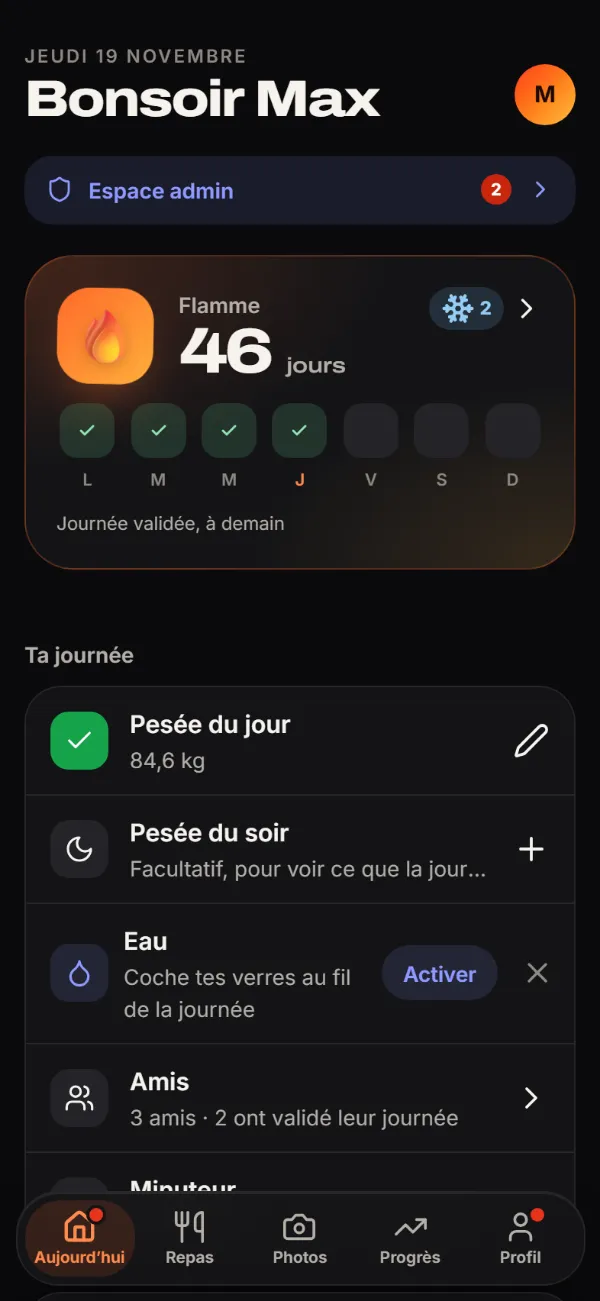 JEUDI 19 NOVEMBRE
Bonsoir Max
M
Espace admin
2
Flamme
2
46 jours
L M M J V S D
Journée validée, à demain
Ta journée
Pesée du jour
84,6 kg
Pesée du soir
Facultatif, pour voir ce que la jour...
Eau
Coche tes verres au fil
de la journée
Activer
Amis
3 amis · 2 ont validé leur journée
Minuteur
Aujourd'hui
Repas
Photos
Progrès
Profil